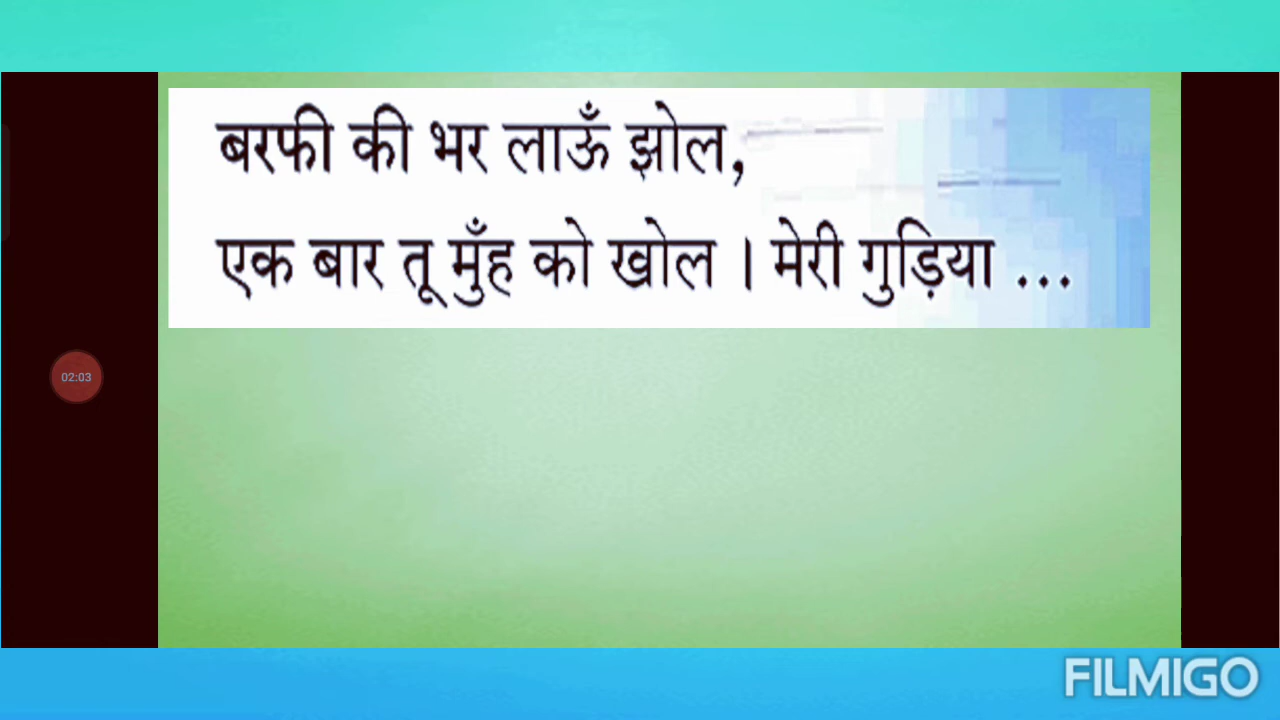 बरफी की भर लाऊँ झोल,
एक बार तू मुँह को खोल । मेरी गुड़िया ...
02:03
FILMIGO